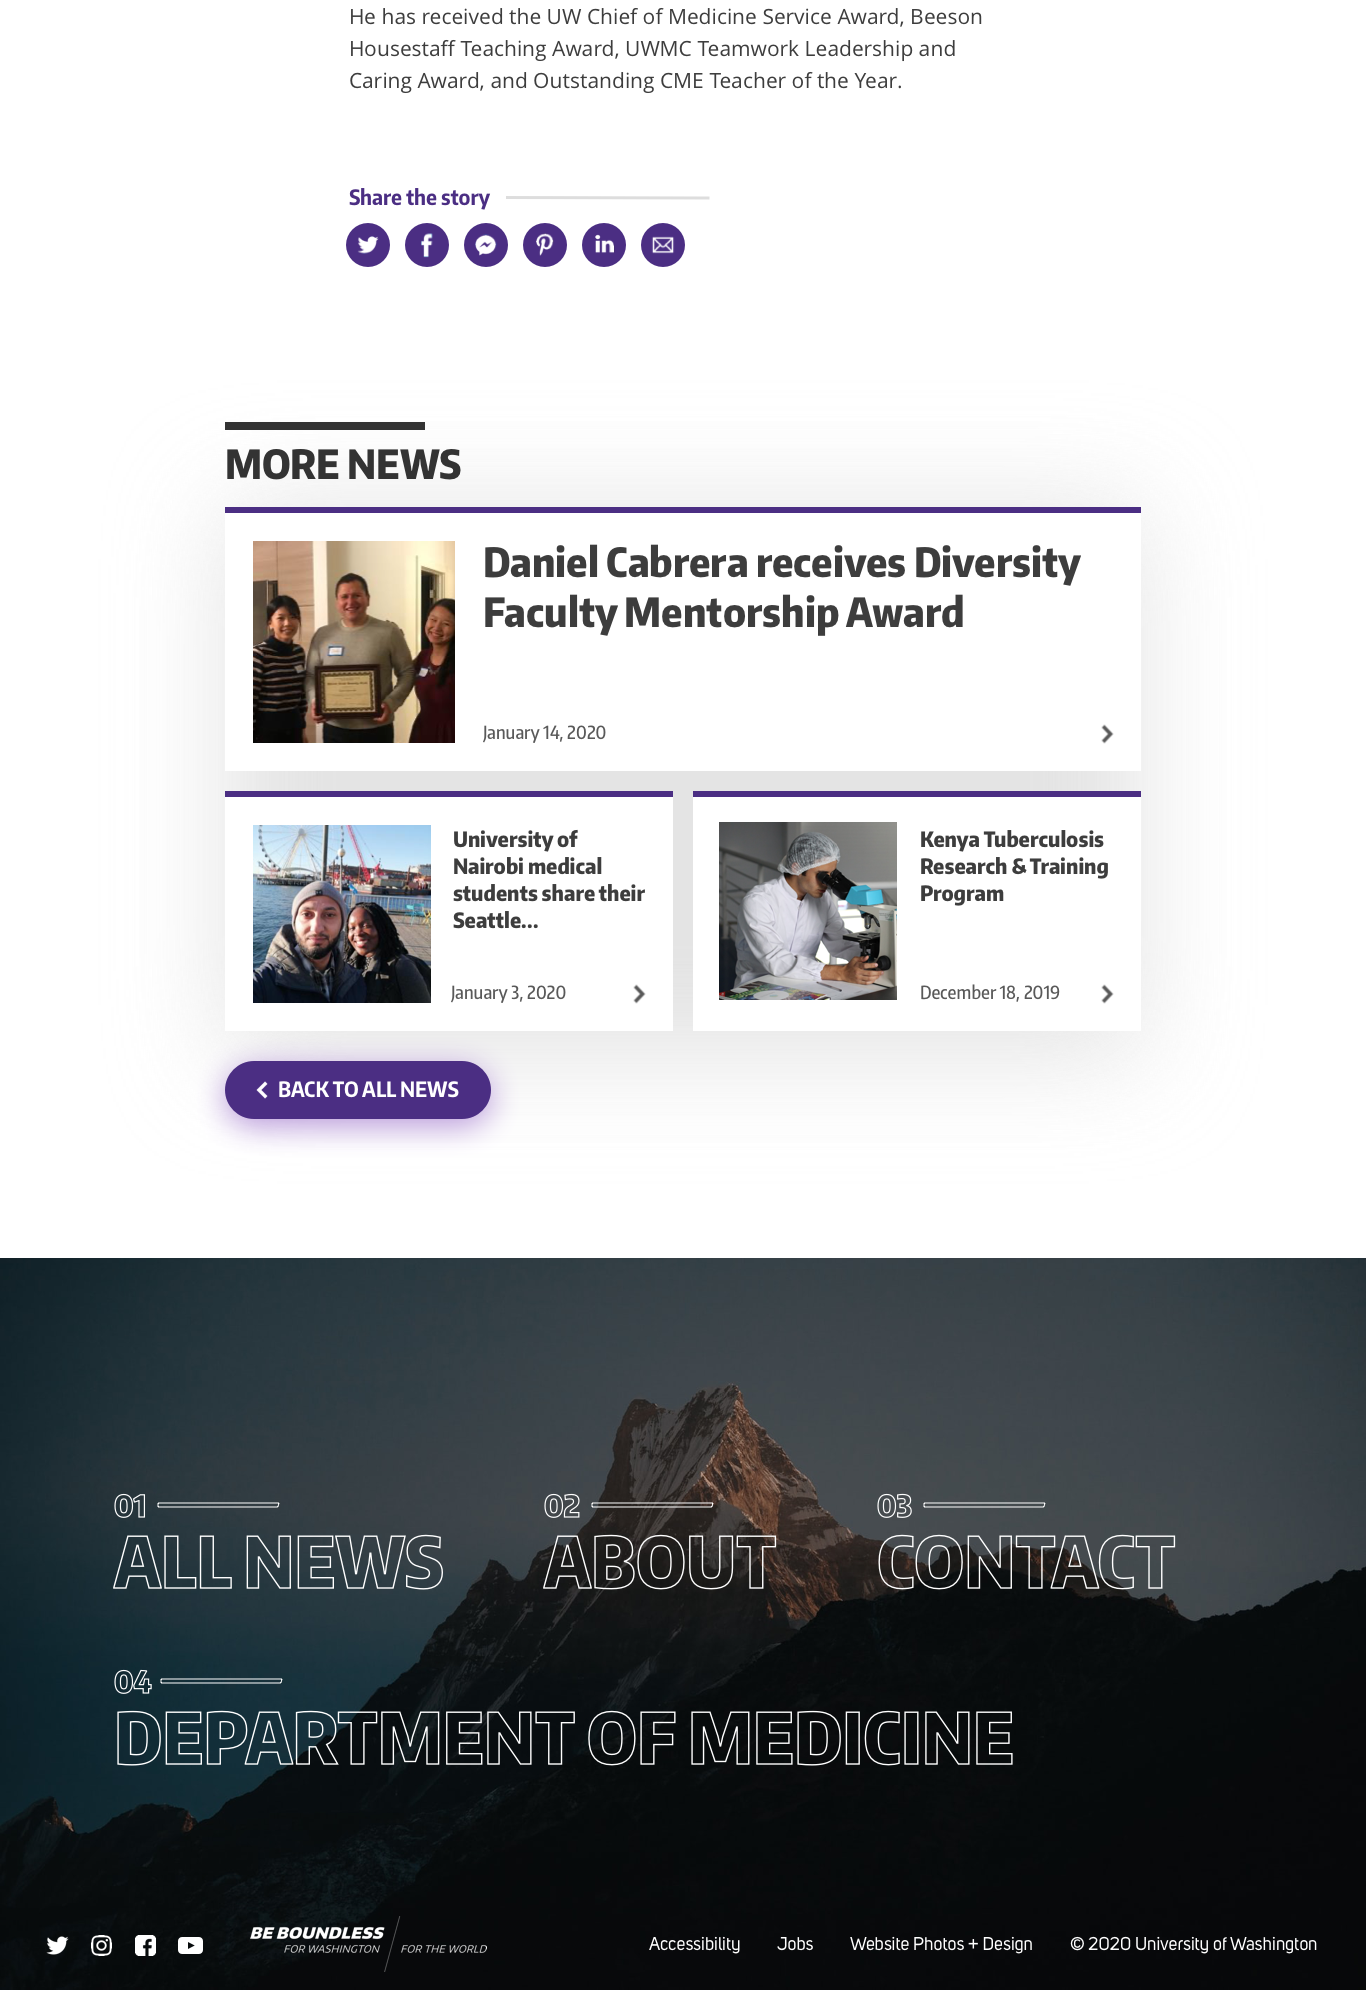 He has received the UW Chief of Medicine Service Award, Beeson
Housestaff Teaching Award, UWMC Teamwork Leadership and
Caring Award, and Outstanding CME Teacher of the Year.
Share the story
MORE NEWS
Daniel Cabrera receives Diversity
Faculty Mentorship Award
January 14, 2020
University of
Nairobi medical
students share their
Seattle...
January 3, 2020
Kenya Tuberculosis
Research & Training
Program
December 18, 2019
BACK TO ALL NEWS
01
ALL NEWS
02
ABOUT
03
CONTACT
04
DEPARTMENT OF MEDICINE
BE BOUNDLESS
FOR WASHINGTON
FOR THE WORLD
Accessibility
Jobs
Website Photos + Design
© 2020 University of Washington